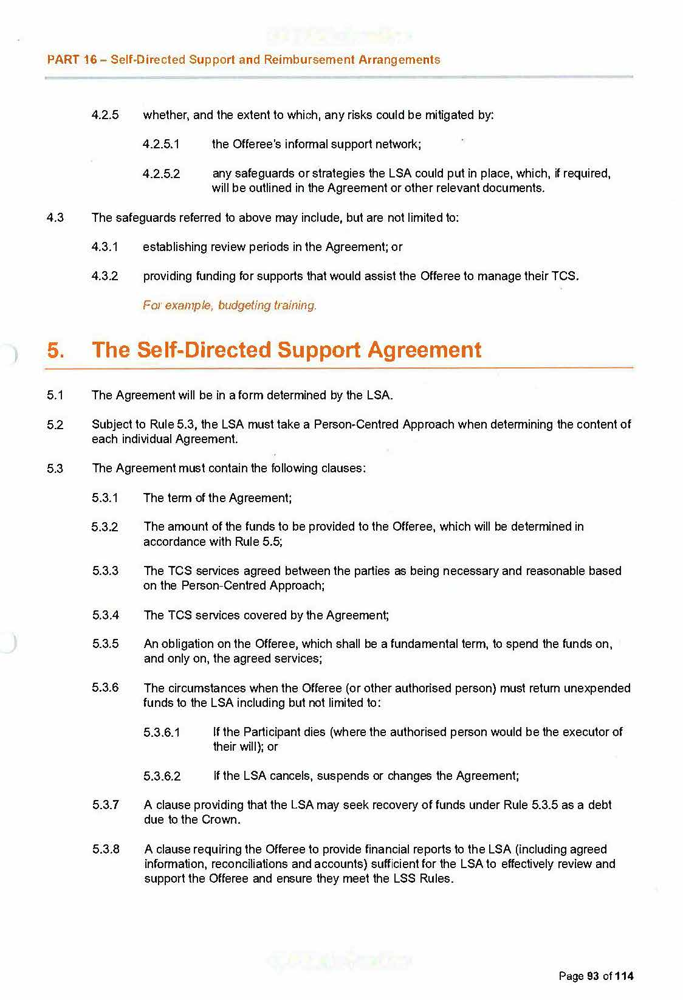 PART 16 – Self-Directed Support and Reimbursement Arrangements
4.2.5 whether, and the extent to which, any risks could be mitigated by:
4.2.5.1 the Offeree's informal support network;
4.2.5.2 any safeguards or strategies the LSA could put in place, which, if required,
will be outlined in the Agreement or other relevant documents.
4.3 The safeguards referred to above may include, but are not limited to:
4.3.1 establishing review periods in the Agreement; or
4.3.2 providing funding for supports that would assist the Offeree to manage their TCS.
For example, budgeting training.
5. The Self-Directed Support Agreement
5.1 The Agreement will be in a form determined by the LSA.
5.2 Subject to Rule 5.3, the LSA must take a Person-Centred Approach when determining the content of
each individual Agreement.
5.3 The Agreement must contain the following clauses:
5.3.1 The term of the Agreement;
5.3.2 The amount of the funds to be provided to the Offeree, which will be determined in
accordance with Rule 5.5;
5.3.3 The TCS services agreed between the parties as being necessary and reasonable based
on the Person-Centred Approach;
5.3.4 The TCS services covered by the Agreement;
5.3.5 An obligation on the Offeree, which shall be a fundamental term, to spend the funds on,
and only on, the agreed services;
5.3.6 The circumstances when the Offeree (or other authorised person) must return unexpended
funds to the LSA including but not limited to:
5.3.6.1 If the Participant dies (where the authorised person would be the executor of
their will); or
5.3.6.2 If the LSA cancels, suspends or changes the Agreement;
5.3.7 A clause providing that the LSA may seek recovery of funds under Rule 5.3.5 as a debt
due to the Crown.
5.3.8 A clause requiring the Offeree to provide financial reports to the LSA (including agreed
information, reconciliations and accounts) sufficient for the LSA to effectively review and
support the Offeree and ensure they meet the LSS Rules.
Page 93 of 114